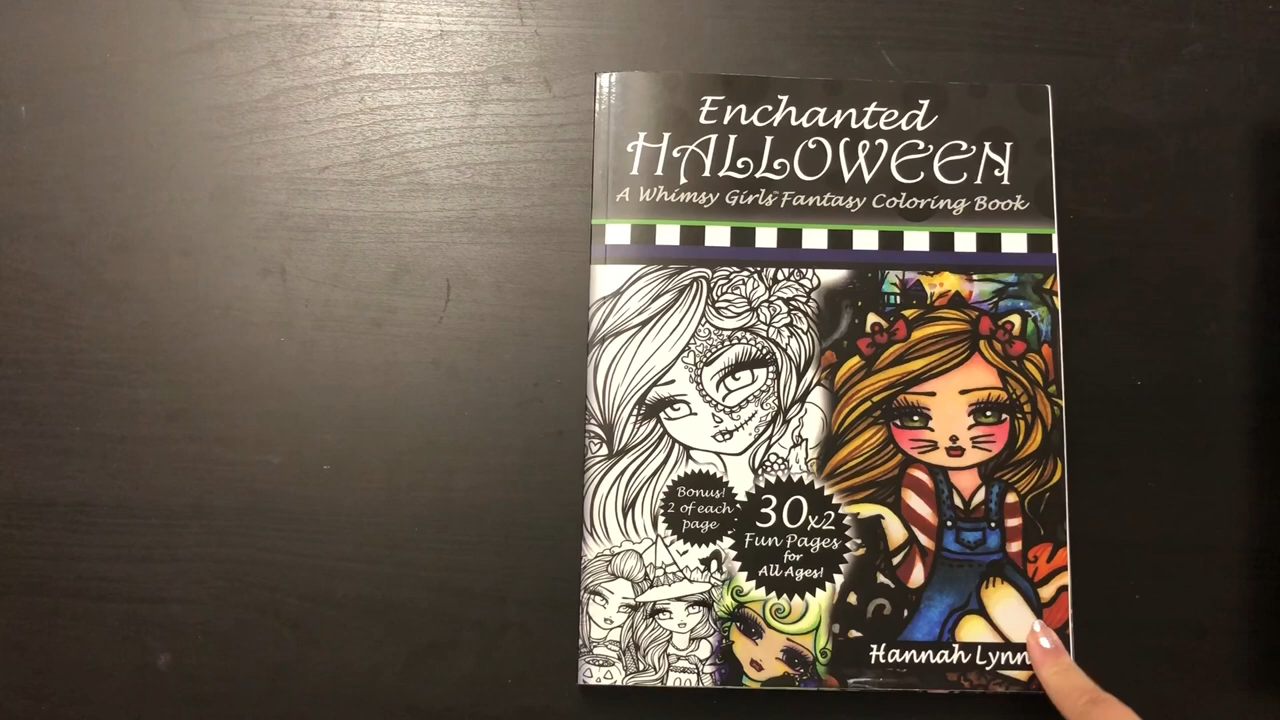 Enchanted
HALLOWEEN
A Whimsy Girls™ Fantasy Coloring Book
Bonus!
2 of each
page
30x2
Fun Pages
for
All Ages!
Hannah Lynn